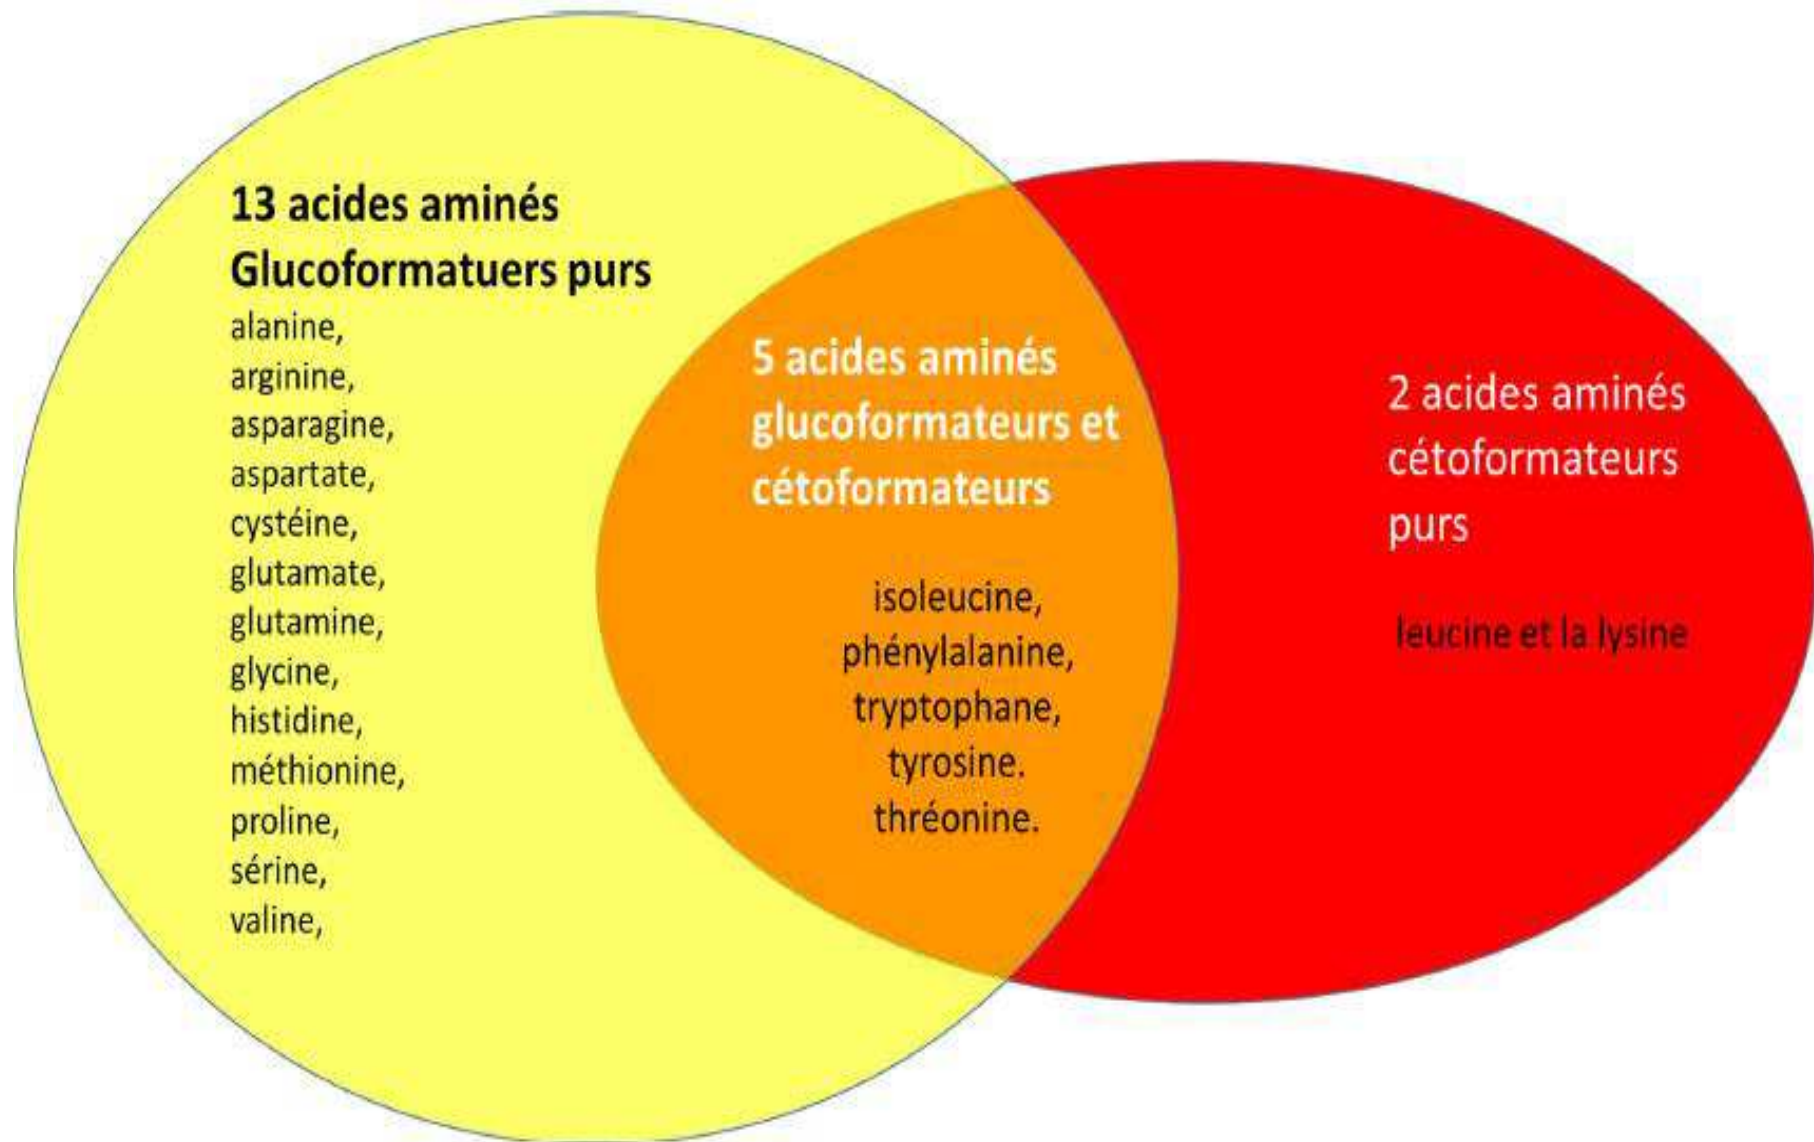 13 acides aminés
Glucoformatuers purs
alanine,
arginine,
asparagine,
aspartate,
cystéine,
glutamate,
glutamine,
glycine,
histidine,
méthionine,
proline,
sérine,
valine,
5 acides aminés
glucoformateurs et
cétoformateurs
isoleucine,
phénylalanine,
tryptophane,
tyrosine.
thréonine.
2 acides aminés
cétoformateurs
purs
leucine et la lysine